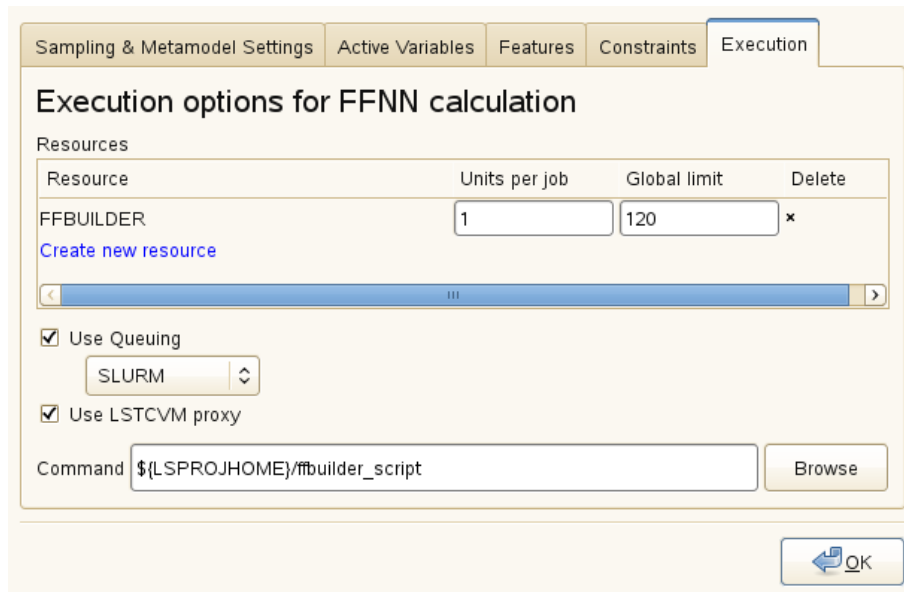 Sampling & Metamodel Settings Active Variables Features Constraints Execution
Execution options for FFNN calculation
Resources
Resource Units per job Global limit Delete
FFBUILDER 1 120 ×
Create new resource
Use Queuing
SLURM
Use LSTCVM proxy
Command ${LSPROJHOME}/ffbuilder_script Browse
OK